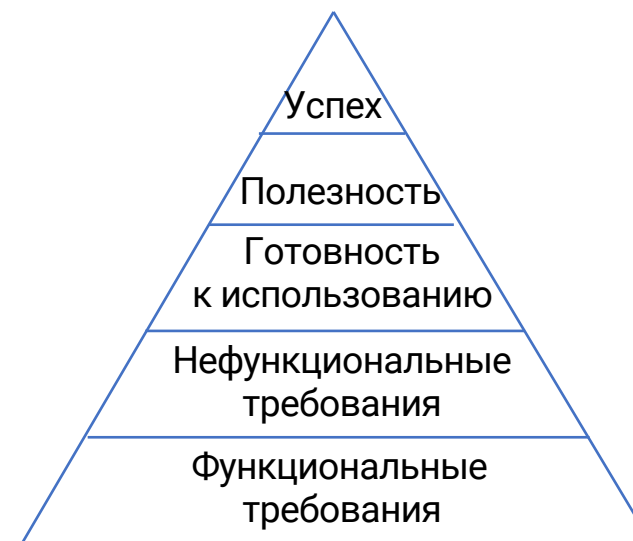 Успех
Полезность
Готовность
к использованию
Нефункциональные
требования
Функциональные
требования